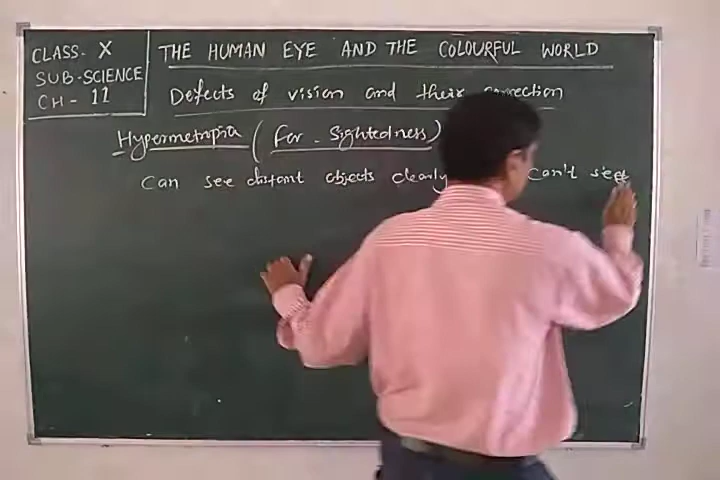 CLASS- X
SUB-SCIENCE
CH- 11
THE HUMAN EYE AND THE COLOURFUL WORLD
Defects of vision and their correction
Hypermetropia (Far-Sightedness)
Can see distant objects clearly can't see